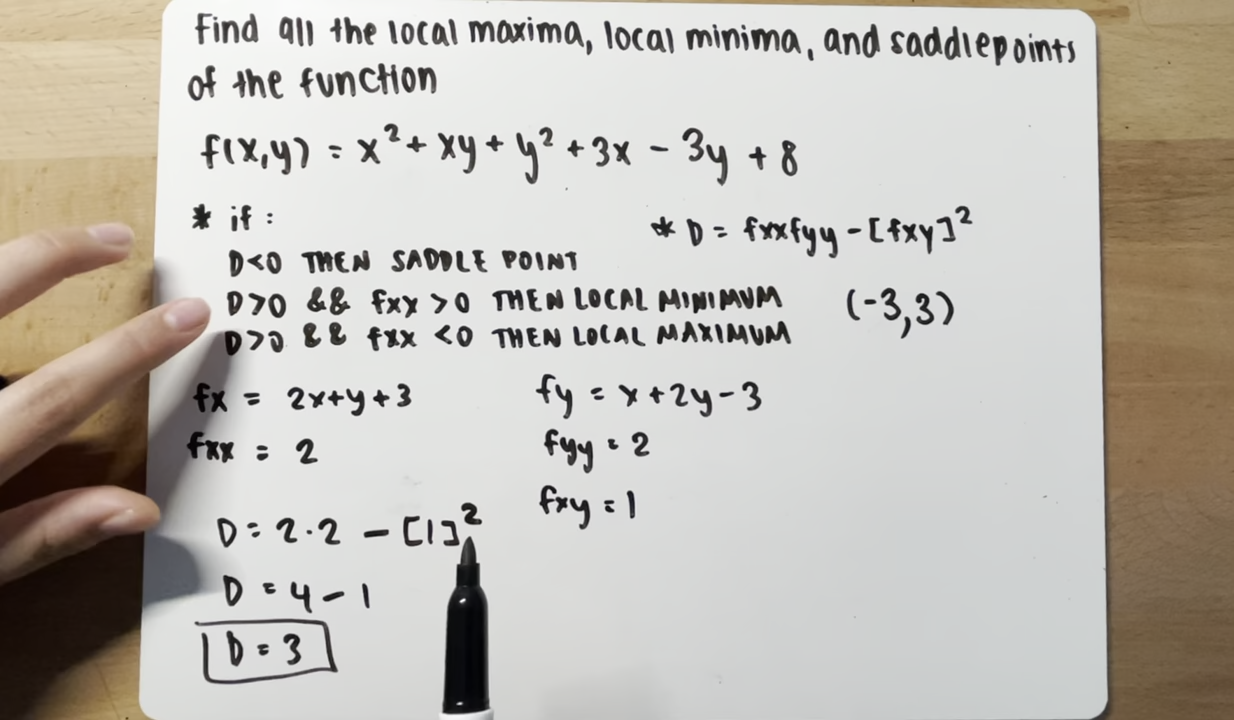 Find all the local maxima, local minima, and saddlepoints
of the function
f(x,y) = x² + xy + y² + 3x - 3y + 8
* if :
* D = fxxfyy - [fxy]²
D<0 THEN SADDLE POINT
D>0 && fxx >0 THEN LOCAL MINIMUM
(-3,3)
D>0 && fxx <0 THEN LOCAL MAXIMUM
fx = 2x+y+3
fy = x+2y-3
fxx = 2
fyy = 2
fxy = 1
D = 2·2 - [1]²
D = 4 - 1
D = 3